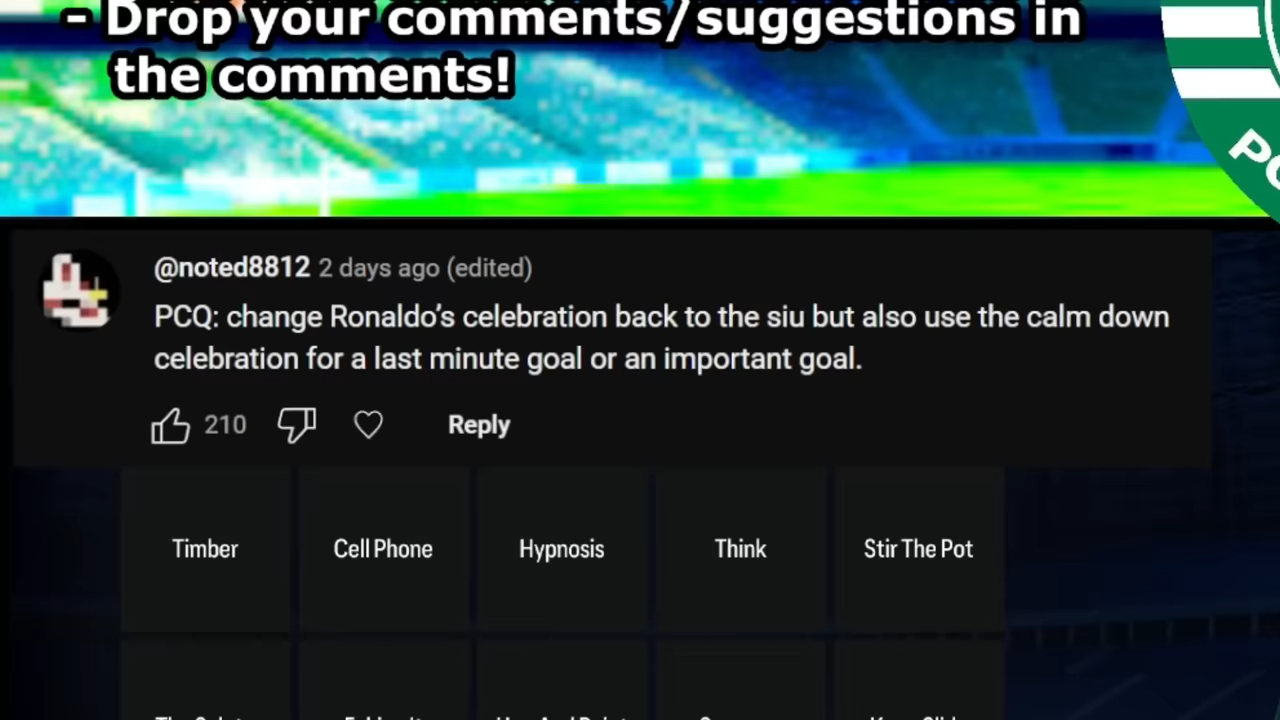 - Drop your comments/suggestions in
the comments!
@noted8812 2 days ago (edited)
PCQ: change Ronaldo's celebration back to the siu but also use the calm down
celebration for a last minute goal or an important goal.
210 Reply
Timber Cell Phone Hypnosis Think Stir The Pot